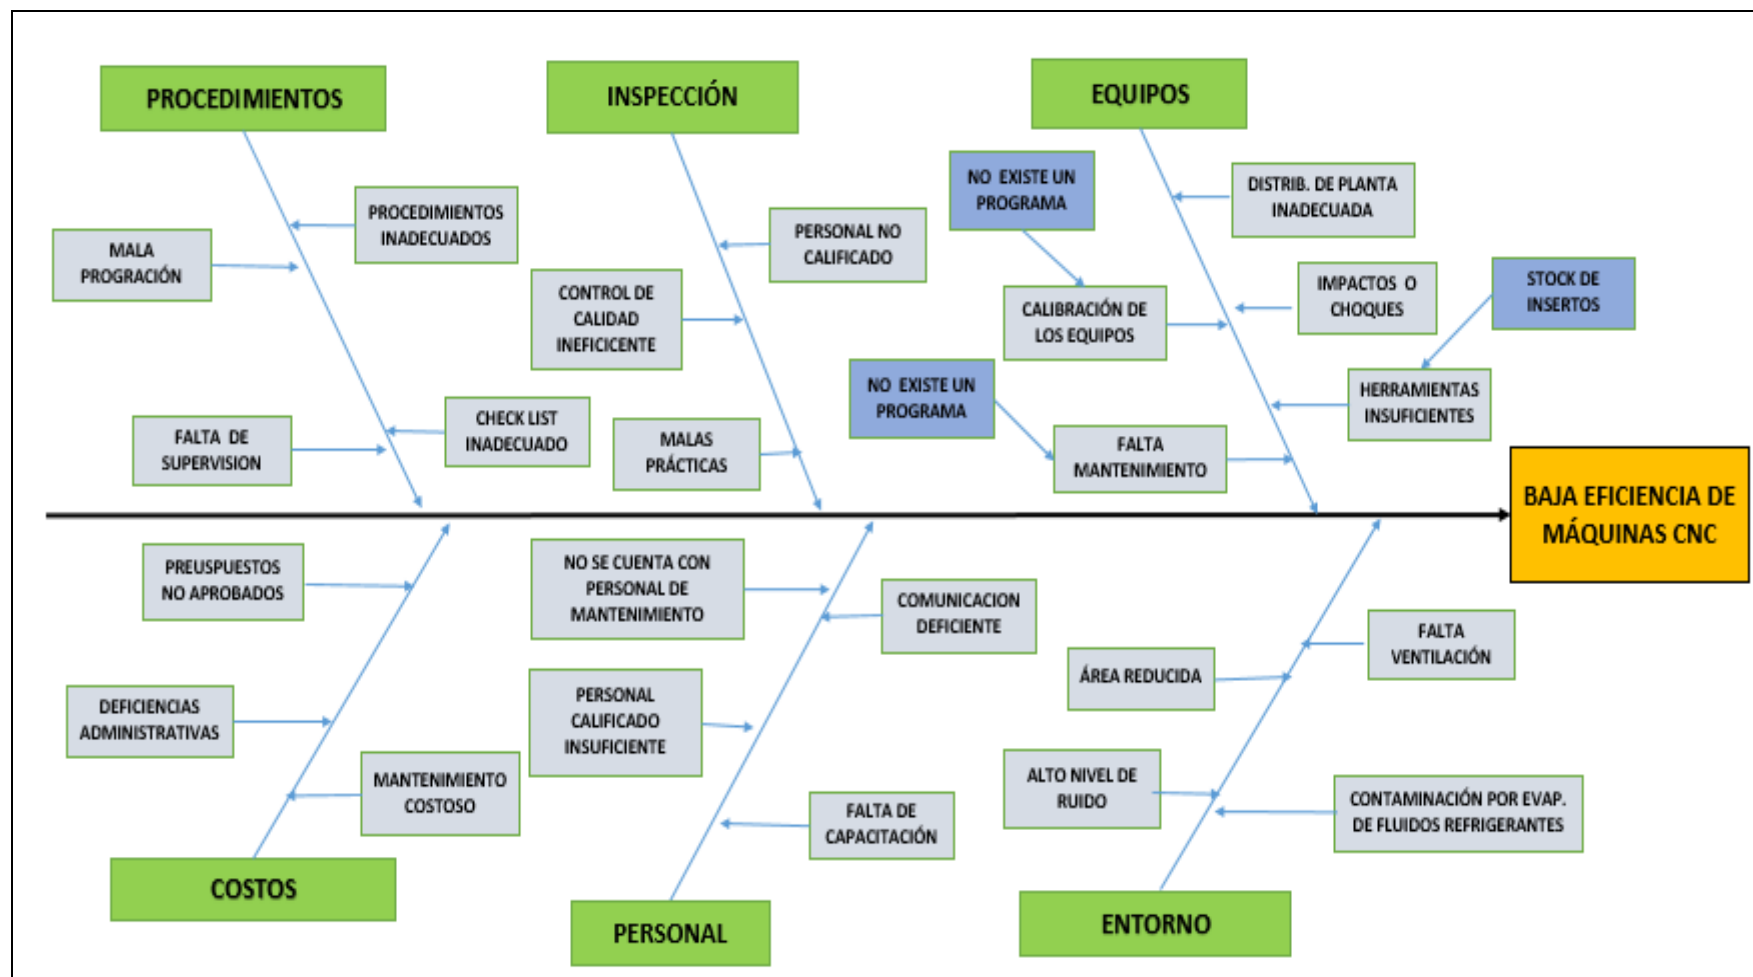 PROCEDIMIENTOS
INSPECCIÓN
EQUIPOS
PROCEDIMIENTOS
INADECUADOS
MALA
PROGRACIÓN
FALTA DE
SUPERVISION
CHECK LIST
INADECUADO
PERSONAL NO
CALIFICADO
CONTROL DE
CALIDAD
INEFICICENTE
MALAS
PRÁCTICAS
NO EXISTE UN
PROGRAMA
DISTRIB. DE PLANTA
INADECUADA
CALIBRACIÓN DE
LOS EQUIPOS
IMPACTOS O
CHOQUES
STOCK DE
INSERTOS
NO EXISTE UN
PROGRAMA
HERRAMIENTAS
INSUFICIENTES
FALTA
MANTENIMIENTO
BAJA EFICIENCIA DE
MÁQUINAS CNC
PREUSPUESTOS
NO APROBADOS
DEFICIENCIAS
ADMINISTRATIVAS
MANTENIMIENTO
COSTOSO
NO SE CUENTA CON
PERSONAL DE
MANTENIMIENTO
COMUNICACION
DEFICIENTE
PERSONAL
CALIFICADO
INSUFICIENTE
FALTA DE
CAPACITACIÓN
FALTA
VENTILACIÓN
ÁREA REDUCIDA
ALTO NIVEL DE
RUIDO
CONTAMINACIÓN POR EVAP.
DE FLUIDOS REFRIGERANTES
COSTOS
PERSONAL
ENTORNO